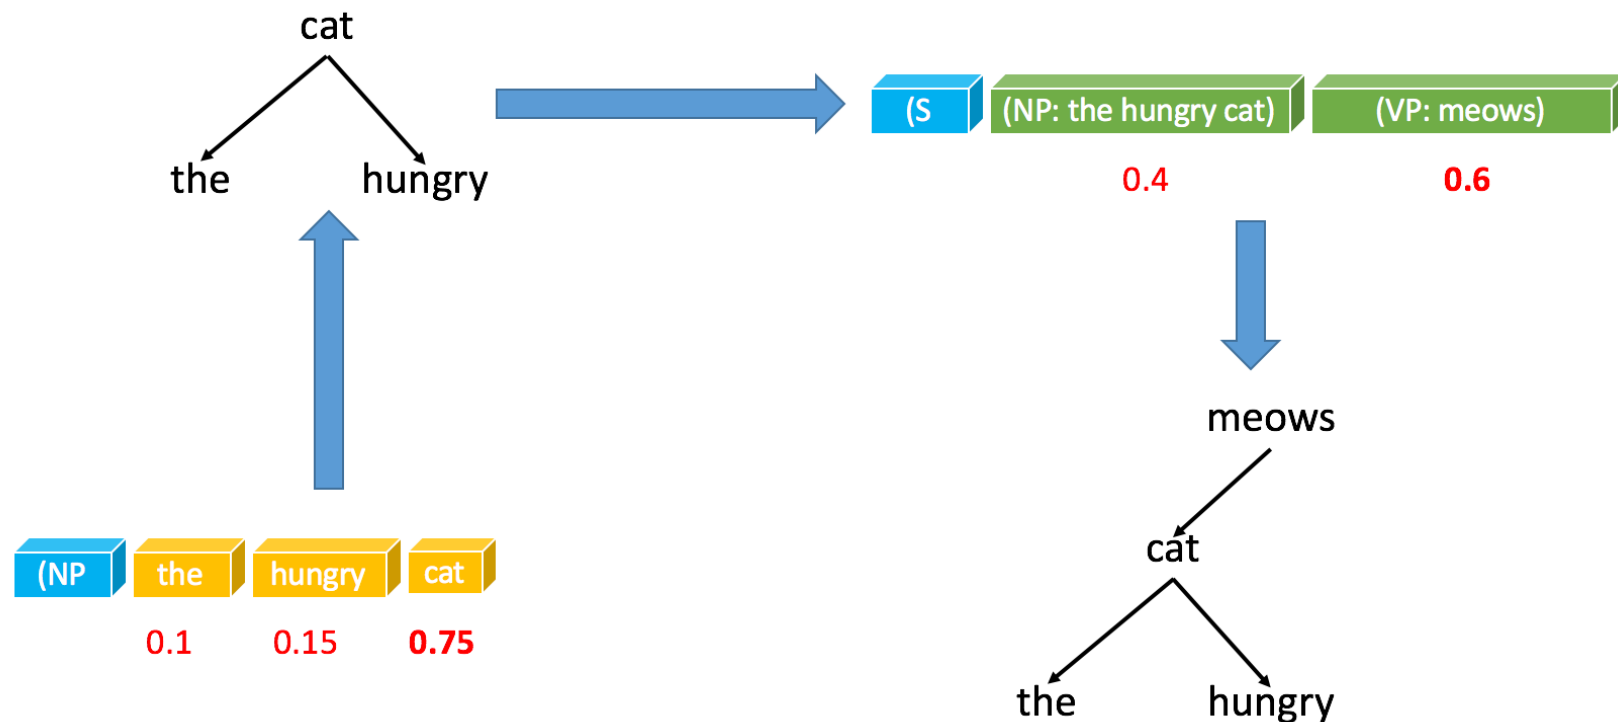 cat
the hungry
(S (NP: the hungry cat) (VP: meows)
0.4 0.6
meows
cat
the hungry
(NP the hungry cat
0.1 0.15 0.75